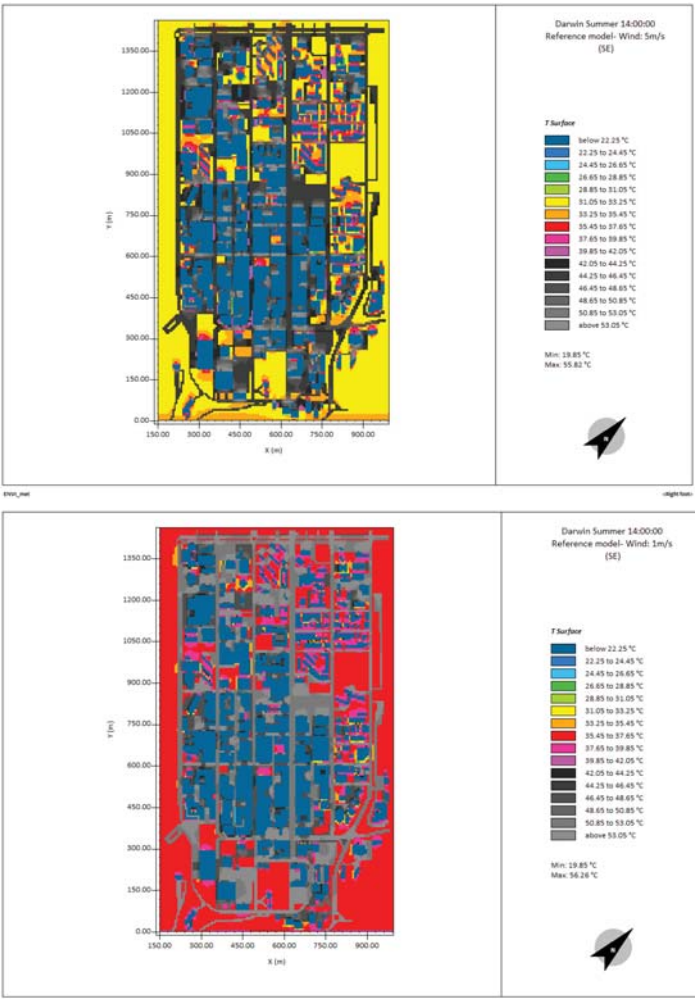 Darwin Summer 14:00:00
Reference model- Wind: 5m/s
(SE)
1350.00
1200.00
1050.00
900.00
750.00
600.00
450.00
300.00
150.00
0.00
Y (m)
150.00 300.00 450.00 600.00 750.00 900.00
X (m)
T Surface
below 22.25 °C
22.25 to 24.45 °C
24.45 to 26.65 °C
26.65 to 28.85 °C
28.85 to 31.05 °C
31.05 to 33.25 °C
33.25 to 35.45 °C
35.45 to 37.65 °C
37.65 to 39.85 °C
39.85 to 42.05 °C
42.05 to 44.25 °C
44.25 to 46.45 °C
46.45 to 48.65 °C
48.65 to 50.85 °C
50.85 to 53.05 °C
above 53.05 °C
Min: 19.85 °C
Max: 55.82 °C
N
<Right foot>
Darwin Summer 14:00:00
Reference model- Wind: 1m/s
(SE)
1350.00
1200.00
1050.00
900.00
750.00
600.00
450.00
300.00
150.00
0.00
Y (m)
150.00 300.00 450.00 600.00 750.00 900.00
X (m)
T Surface
below 22.25 °C
22.25 to 24.45 °C
24.45 to 26.65 °C
26.65 to 28.85 °C
28.85 to 31.05 °C
31.05 to 33.25 °C
33.25 to 35.45 °C
35.45 to 37.65 °C
37.65 to 39.85 °C
39.85 to 42.05 °C
42.05 to 44.25 °C
44.25 to 46.45 °C
46.45 to 48.65 °C
48.65 to 50.85 °C
50.85 to 53.05 °C
above 53.05 °C
Min: 19.85 °C
Max: 56.26 °C
N